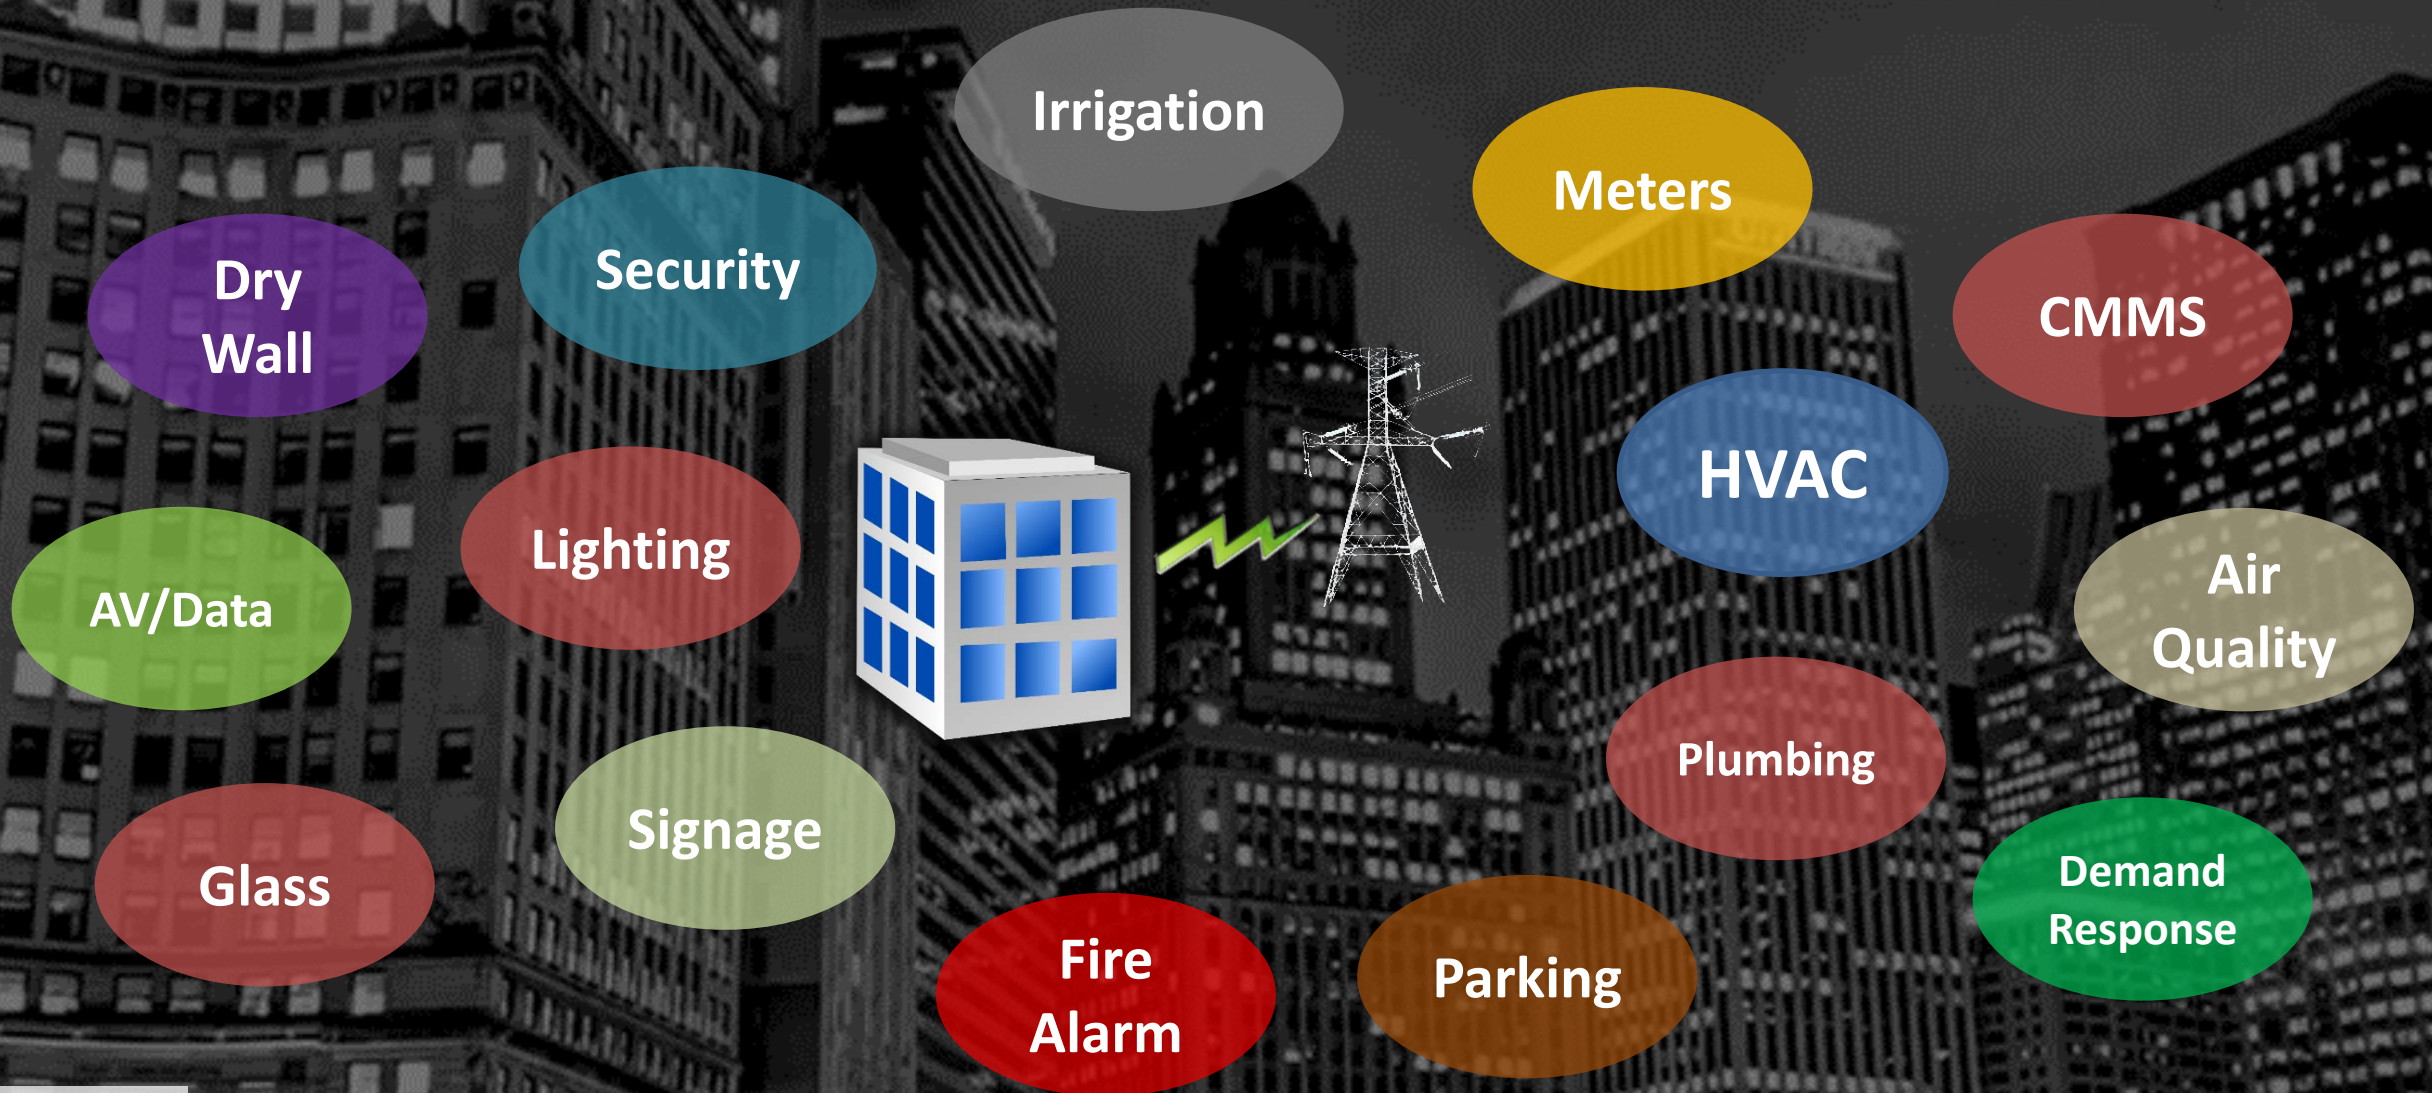 Irrigation
Meters
Security
Dry
Wall
CMMS
HVAC
Lighting
AV/Data
Air
Quality
Plumbing
Signage
Glass
Demand
Response
Fire
Alarm
Parking